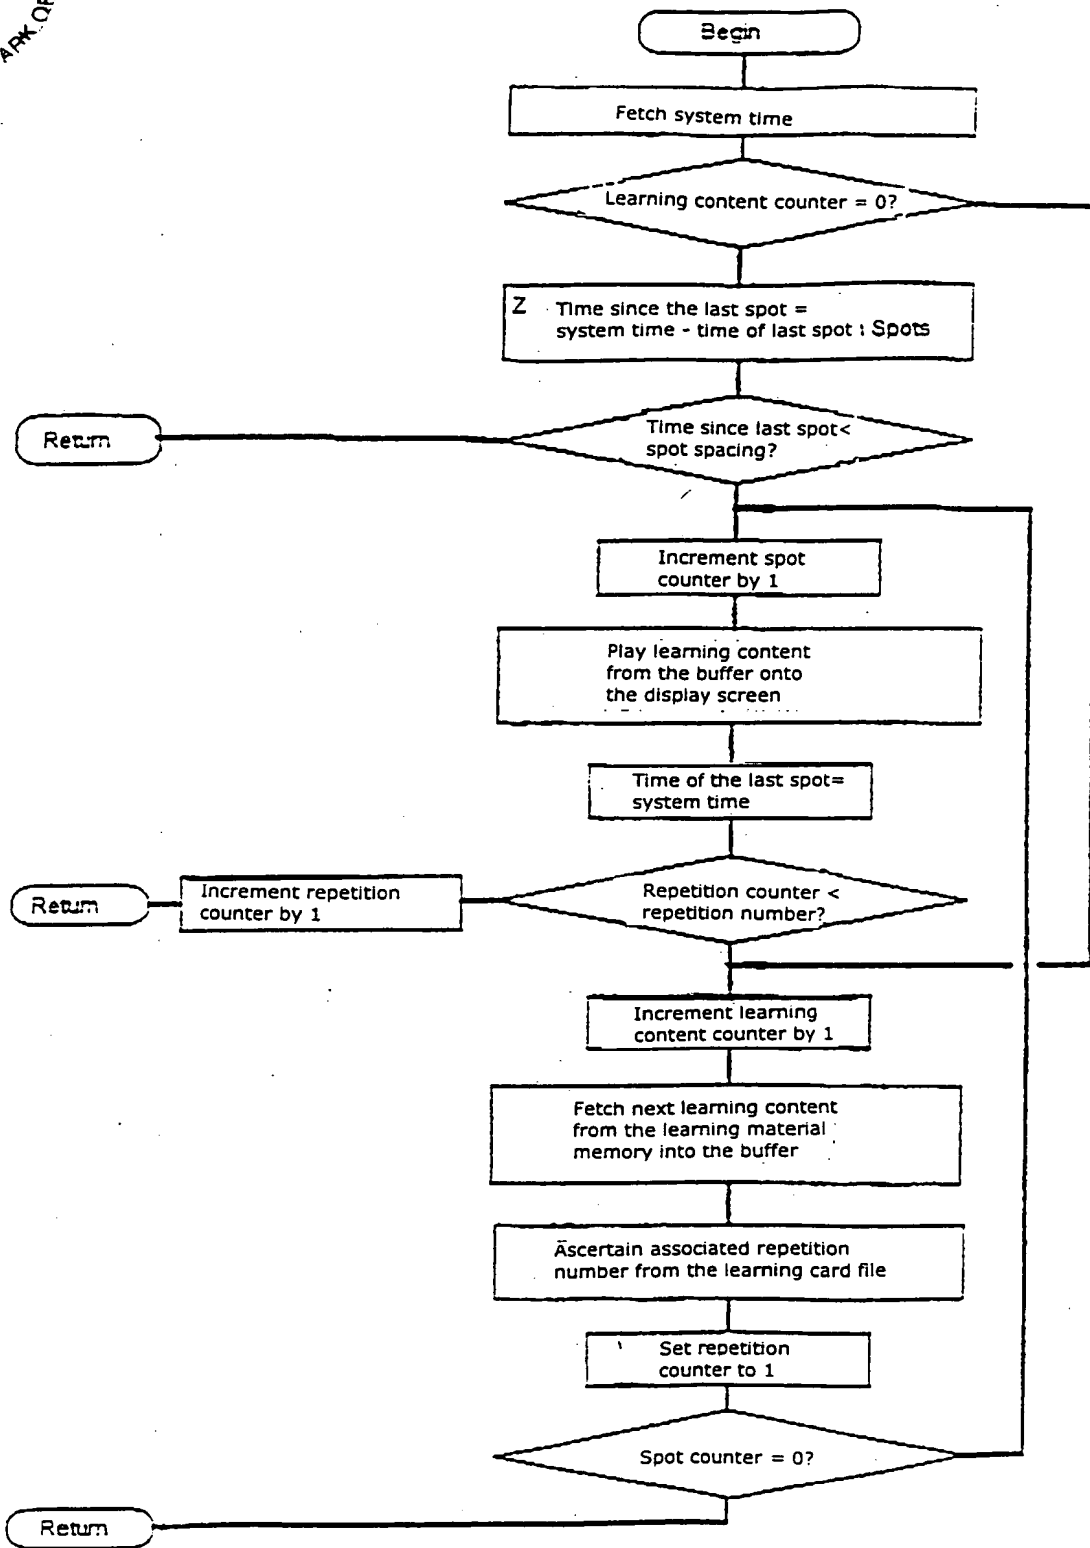 Begin
Fetch system time
Learning content counter = 0?
Z Time since the last spot =
system time - time of last spot : Spots
Return
Time since last spot<
spot spacing?
Increment spot
counter by 1
Play learning content
from the buffer onto
the display screen
Time of the last spot=
system time
Return
Increment repetition
counter by 1
Repetition counter <
repetition number?
Increment learning
content counter by 1
Fetch next learning content
from the learning material
memory into the buffer
Ascertain associated repetition
number from the learning card file
Set repetition
counter to 1
Spot counter = 0?
Return